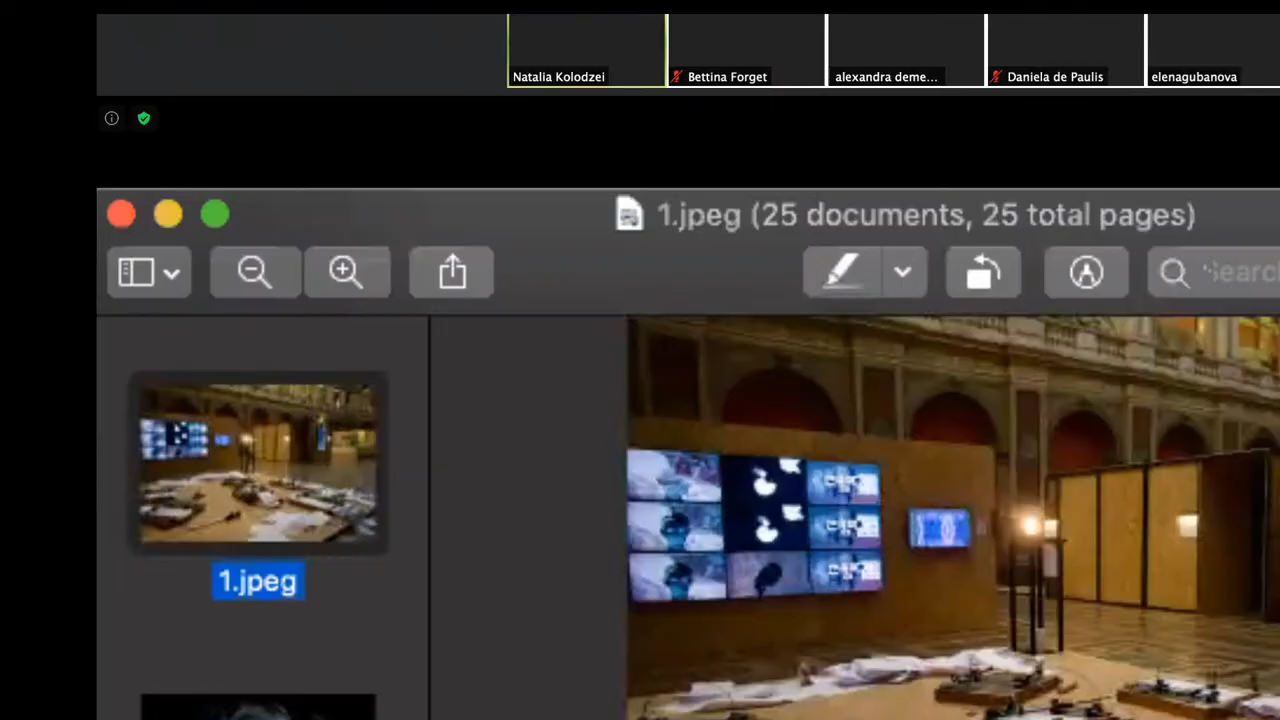 Natalia Kolodzei
Bettina Forget
alexandra deme...
Daniela de Paulis
elenagubanova
1.jpeg (25 documents, 25 total pages)
Search
1.jpeg